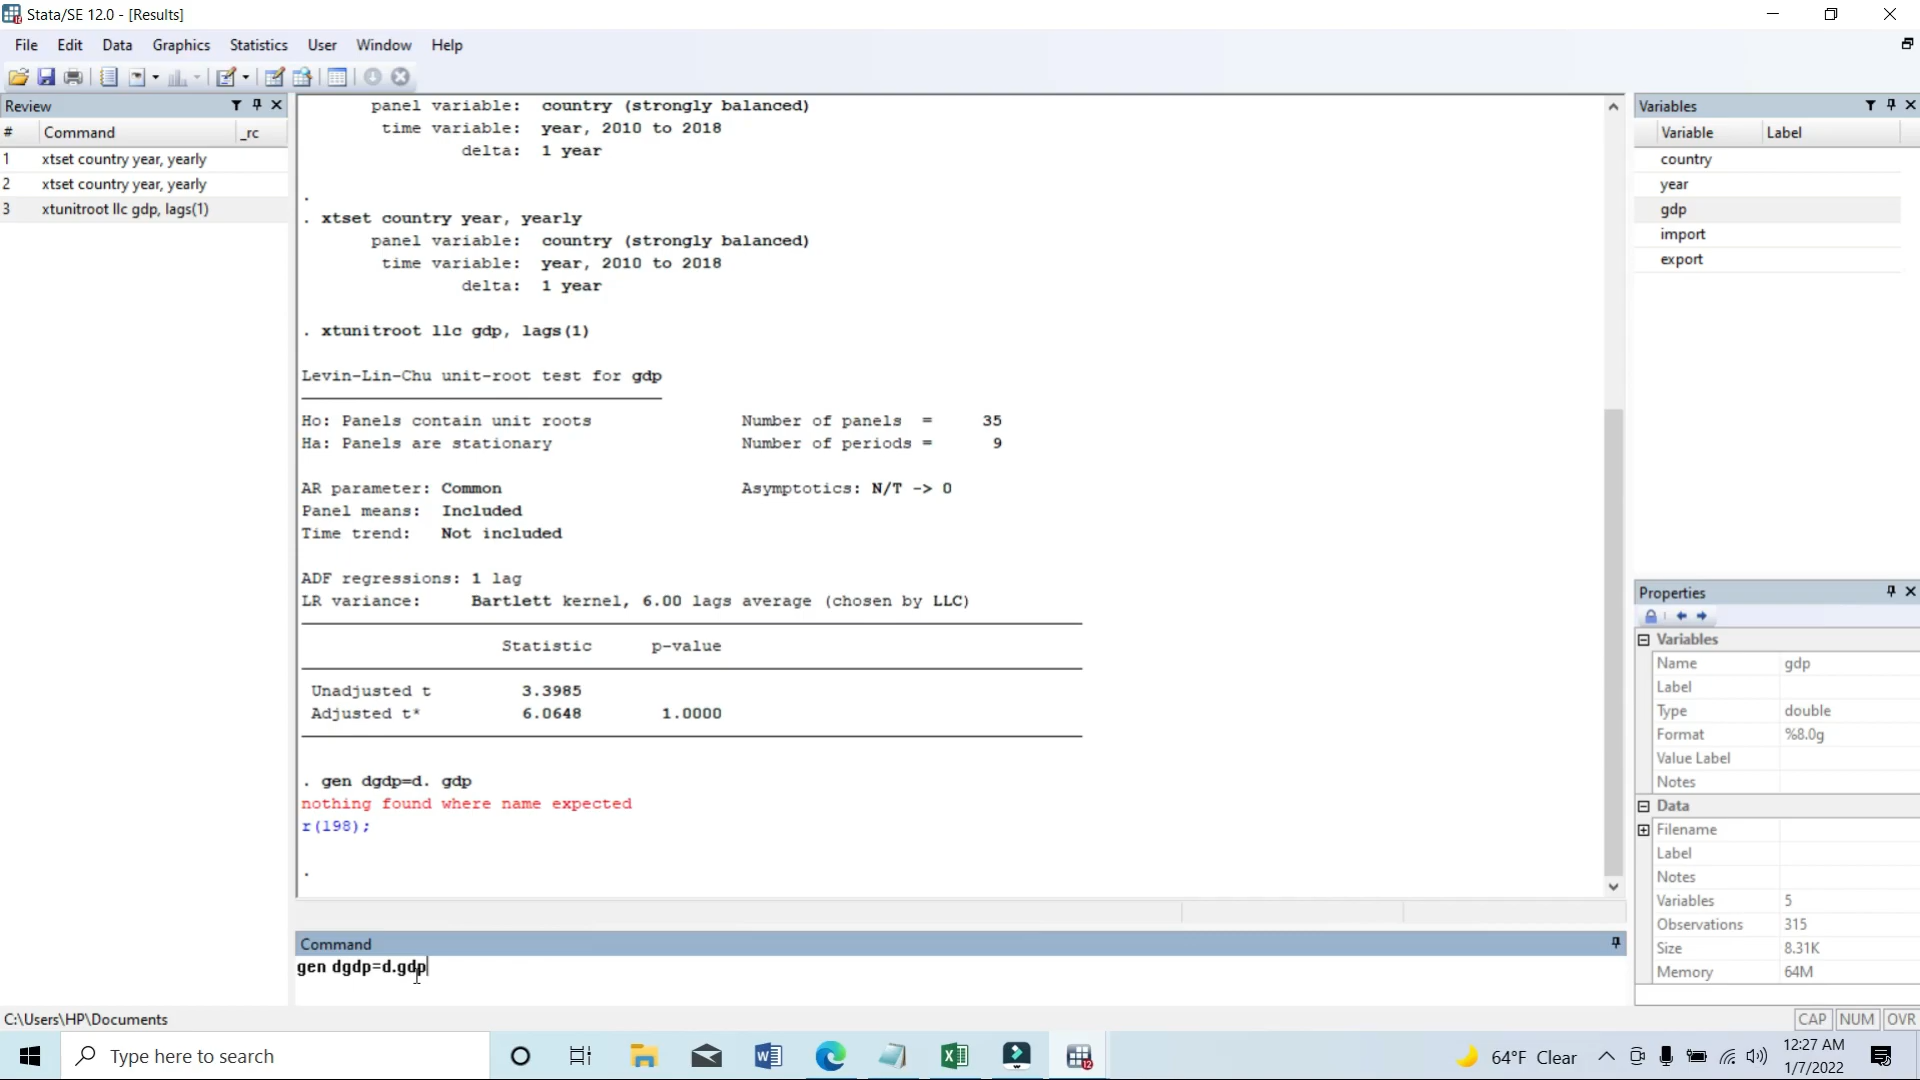 Stata/SE 12.0 - [Results]
File Edit Data Graphics Statistics User Window Help
Review
# Command _rc
1 xtset country year, yearly
2 xtset country year, yearly
3 xtunitroot llc gdp, lags(1)
panel variable: country (strongly balanced)
time variable: year, 2010 to 2018
delta: 1 year
.
. xtset country year, yearly
panel variable: country (strongly balanced)
time variable: year, 2010 to 2018
delta: 1 year
. xtunitroot llc gdp, lags(1)
Levin-Lin-Chu unit-root test for gdp
Ho: Panels contain unit roots Number of panels = 35
Ha: Panels are stationary Number of periods = 9
AR parameter: Common Asymptotics: N/T -> 0
Panel means: Included
Time trend: Not included
ADF regressions: 1 lag
LR variance: Bartlett kernel, 6.00 lags average (chosen by LLC)
Statistic p-value
Unadjusted t 3.3985
Adjusted t* 6.0648 1.0000
. gen dgdp=d. gdp
nothing found where name expected
r(198);
.
Command
gen dgdp=d.gdp
Variables
Variable Label
country
year
gdp
import
export
Properties
Variables
Name gdp
Label
Type double
Format %8.0g
Value Label
Notes
Data
Filename
Label
Notes
Variables 5
Observations 315
Size 8.31K
Memory 64M
C:\Users\HP\Documents
CAP NUM OVR
Type here to search
64°F Clear
12:27 AM
1/7/2022